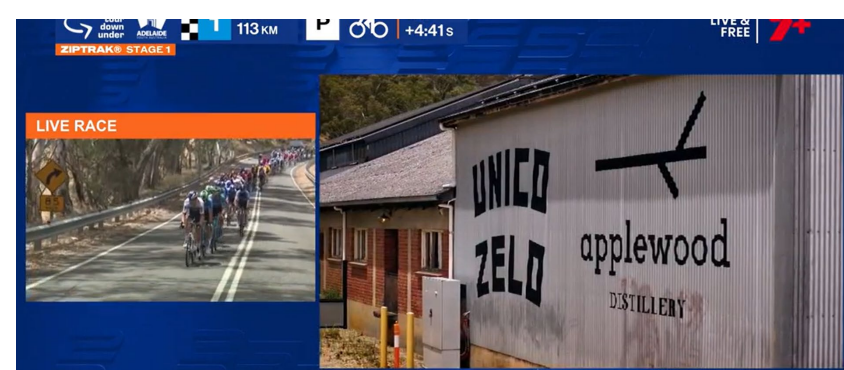 down
under
ADELAIDE
1
113 KM
P
+4:41s
LIVE &
FREE
7+
ZIPTRAK® STAGE 1
LIVE RACE
85
UNICO
ZELO
applewood
DISTILLERY